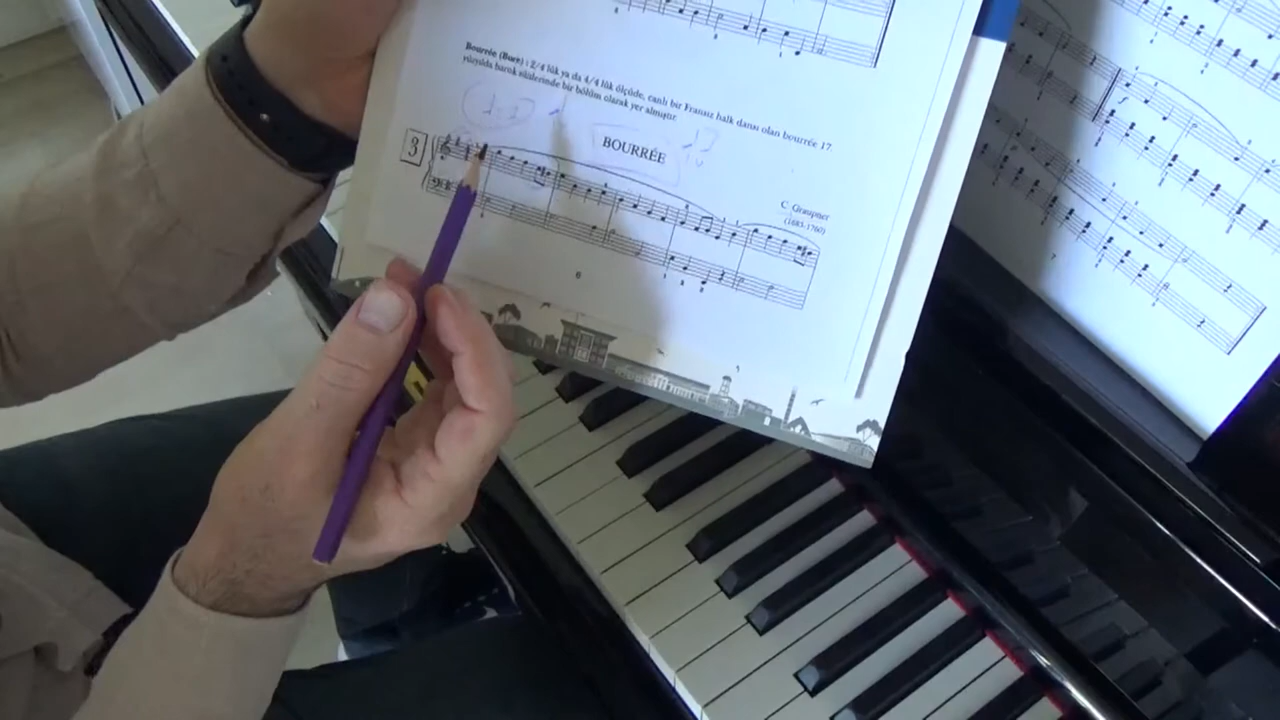 Bourrée (Bure) : 2/4 lük ya da 4/4 lük ölçüde, canlı bir Fransız halk dansı olan bourrée 17
yüzyılda barok süitlerinde bir bölüm olarak yer almıştır.
BOURRÉE
3
C. Graupner
(1683-1760)
6